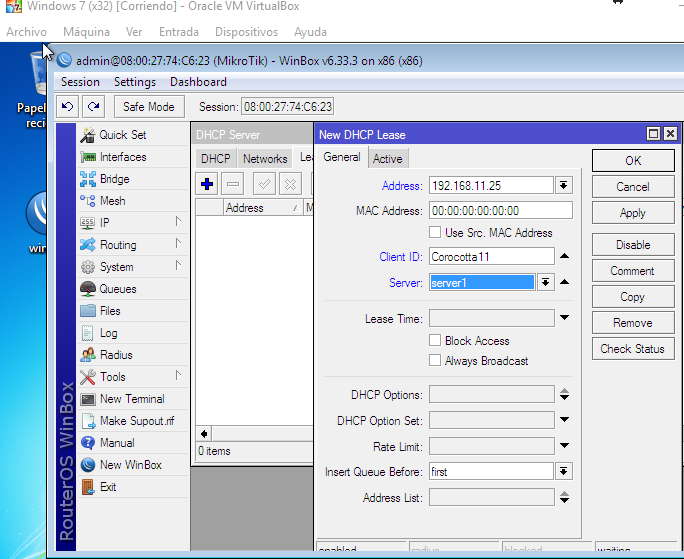 Windows 7 (x32) [Corriendo] - Oracle VM VirtualBox
Archivo Máquina Ver Entrada Dispositivos Ayuda
admin@08:00:27:74:C6:23 (MikroTik) - WinBox v6.33.3 on x86 (x86)
Session Settings Dashboard
Safe Mode Session: 08:00:27:74:C6:23
Papel
reci
win
RouterOS WinBox
Quick Set
Interfaces
Bridge
Mesh
IP
Routing
System
Queues
Files
Log
Radius
Tools
New Terminal
Make Supout.rif
Manual
New WinBox
Exit
DHCP Server
DHCP Networks Lea
Address M
0 items
New DHCP Lease
General Active
Address: 192.168.11.25
MAC Address: 00:00:00:00:00:00
Use Src. MAC Address
Client ID: Corocotta11
Server: server1
Lease Time:
Block Access
Always Broadcast
DHCP Options:
DHCP Option Set:
Rate Limit:
Insert Queue Before: first
Address List:
OK
Cancel
Apply
Disable
Comment
Copy
Remove
Check Status
enabled radius blocked waiting